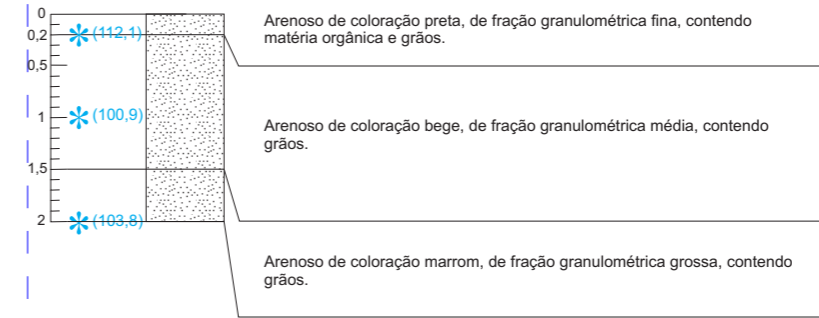 0
Arenoso de coloração preta, de fração granulométrica fina, contendo
matéria orgânica e grãos.
0,2
(112,1)
0,5
1
(100,9)
Arenoso de coloração bege, de fração granulométrica média, contendo
grãos.
1,5
2
(103,8)
Arenoso de coloração marrom, de fração granulométrica grossa, contendo
grãos.